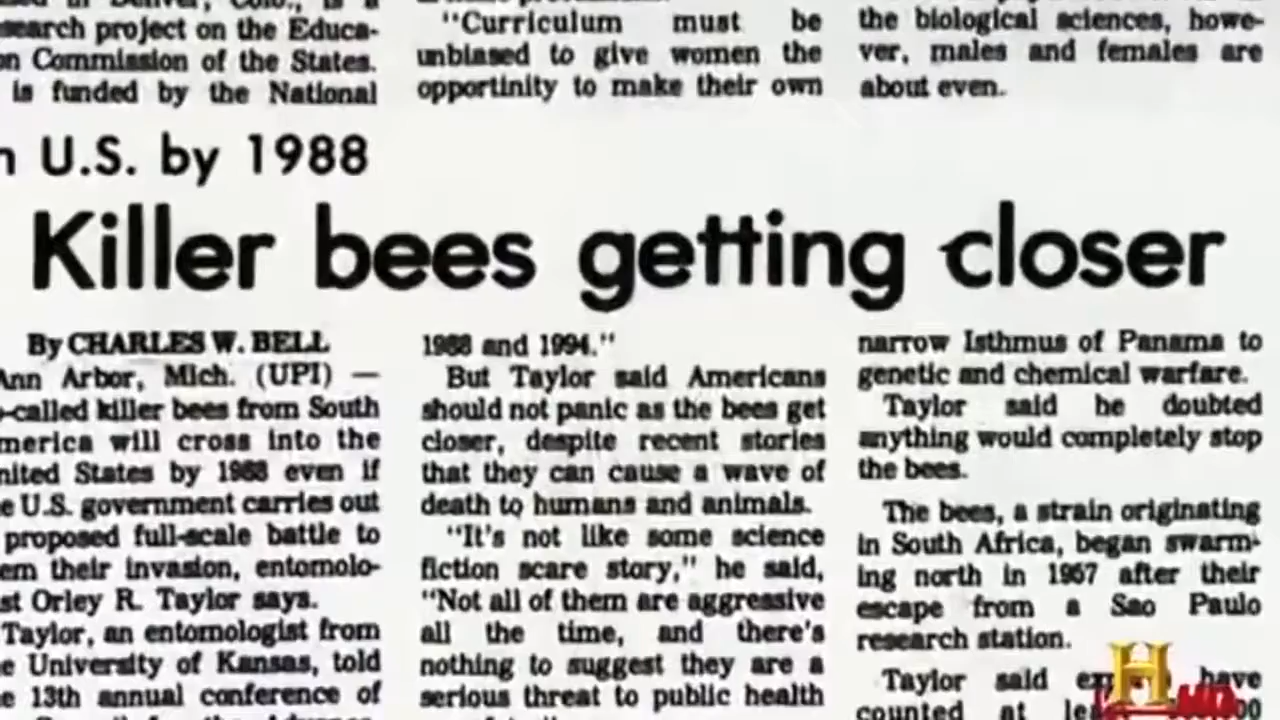 search project on the Educa-
on Commission of the States.
is funded by the National
"Curriculum must be
unbiased to give women the
opportinity to make their own
the biological sciences, howe-
ver, males and females are
about even.
n U.S. by 1988
Killer bees getting closer
By CHARLES W. BELL
Ann Arbor, Mich. (UPI) —
o-called killer bees from South
merica will cross into the
nited States by 1988 even if
e U.S. government carries out
proposed full-scale battle to
em their invasion, entomolo-
st Orley R. Taylor says.
Taylor, an entomologist from
e University of Kansas, told
e 13th annual conference of
1988 and 1994."
But Taylor said Americans
should not panic as the bees get
closer, despite recent stories
that they can cause a wave of
death to humans and animals.
"It's not like some science
fiction scare story," he said,
"Not all of them are aggressive
all the time, and there's
nothing to suggest they are a
serious threat to public health
narrow Isthmus of Panama to
genetic and chemical warfare.
Taylor said he doubted
anything would completely stop
the bees.
The bees, a strain originating
in South Africa, began swarm-
ing north in 1957 after their
escape from a Sao Paulo
research station.
Taylor said have
counted at
H
HD